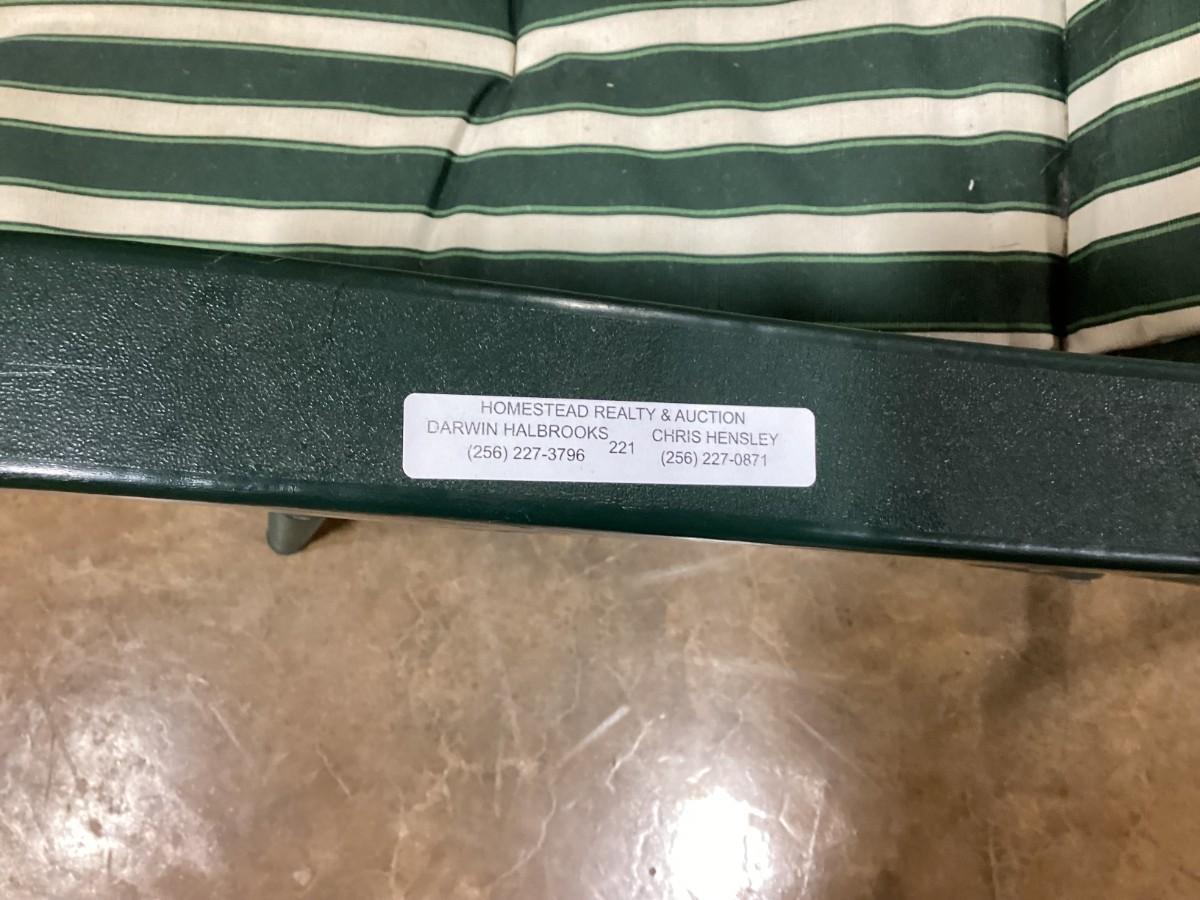 HOMESTEAD REALTY & AUCTION
DARWIN HALBROOKS 221 CHRIS HENSLEY
(256) 227-3796 (256) 227-0871